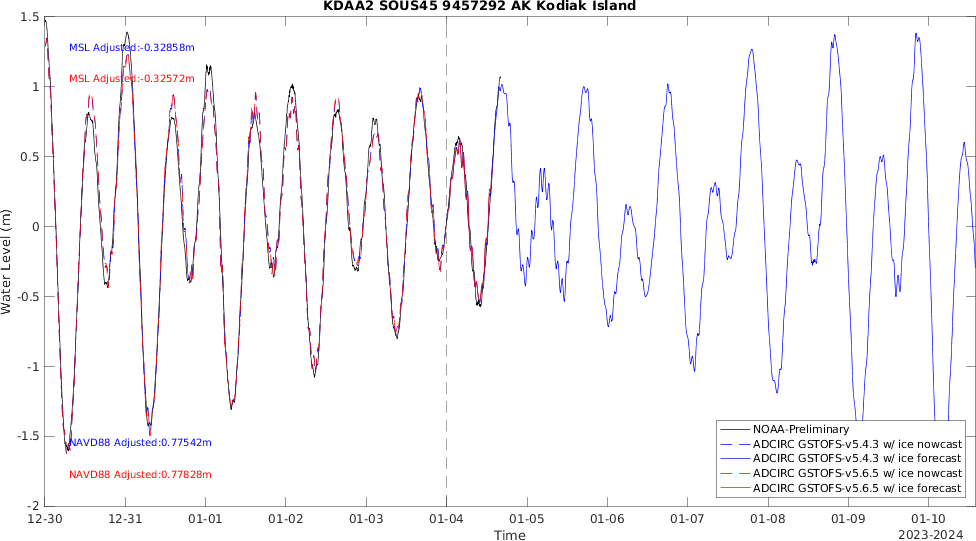 KDAA2 SOUS45 9457292 AK Kodiak Island
1.5
MSL Adjusted:-0.32858m
MSL Adjusted:-0.32572m
1
0.5
0
Water Level (m)
-0.5
-1
-1.5
NAVD88 Adjusted:0.77542m
NAVD88 Adjusted:0.77828m
-2
NOAA-Preliminary
ADCIRC GSTOFS-v5.4.3 w/ ice nowcast
ADCIRC GSTOFS-v5.4.3 w/ ice forecast
ADCIRC GSTOFS-v5.6.5 w/ ice nowcast
ADCIRC GSTOFS-v5.6.5 w/ ice forecast
12-30 12-31 01-01 01-02 01-03 01-04 01-05 01-06 01-07 01-08 01-09 01-10
Time
2023-2024